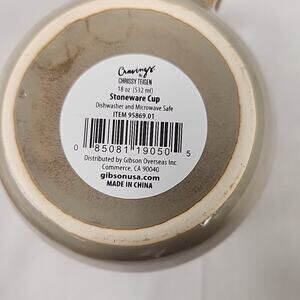 Cravings
BY
CHRISSY TEIGEN
18 oz (532 ml)
Stoneware Cup
Dishwasher and Microwave Safe
ITEM 95869.01
0 85081 19050 5
Distributed by Gibson Overseas Inc.
Commerce, CA 90040
gibsonusa.com
MADE IN CHINA